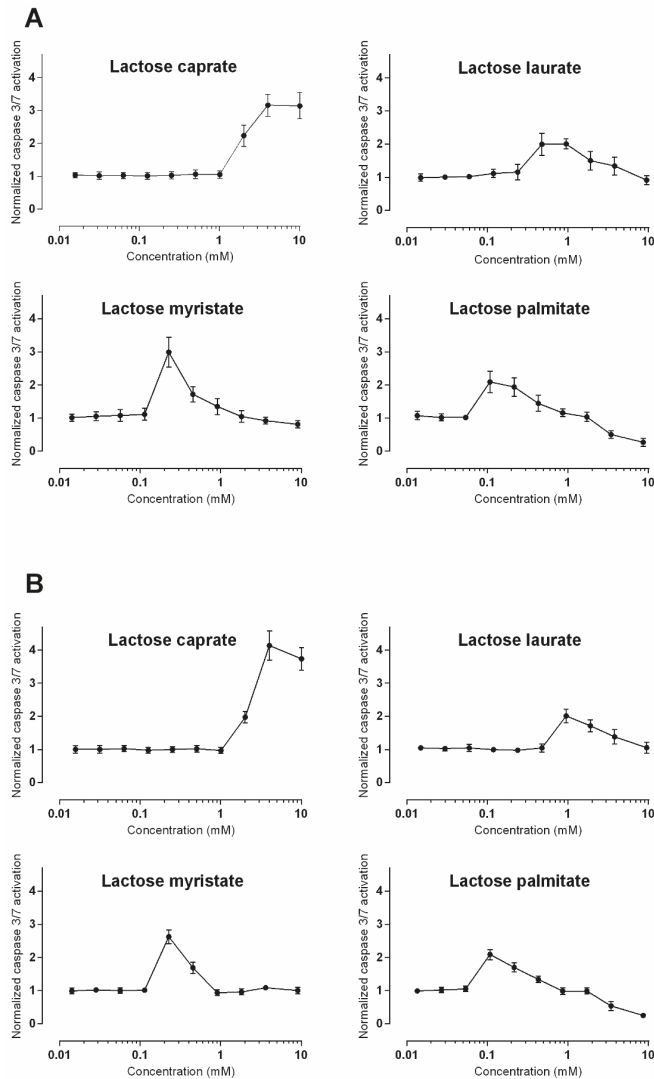 A
Lactose caprate
Normalized caspase 3/7 activation
4
3
2
1
0
0.01 0.1 1 10
Concentration (mM)
Lactose laurate
Normalized caspase 3/7 activation
4
3
2
1
0
0.01 0.1 1 10
Concentration (mM)
Lactose myristate
Normalized caspase 3/7 activation
4
3
2
1
0
0.01 0.1 1 10
Concentration (mM)
Lactose palmitate
Normalized caspase 3/7 activation
4
3
2
1
0
0.01 0.1 1 10
Concentration (mM)
B
Lactose caprate
Normalized caspase 3/7 activation
4
3
2
1
0
0.01 0.1 1 10
Concentration (mM)
Lactose laurate
Normalized caspase 3/7 activation
4
3
2
1
0
0.01 0.1 1 10
Concentration (mM)
Lactose myristate
Normalized caspase 3/7 activation
4
3
2
1
0
0.01 0.1 1 10
Concentration (mM)
Lactose palmitate
Normalized caspase 3/7 activation
4
3
2
1
0
0.01 0.1 1 10
Concentration (mM)